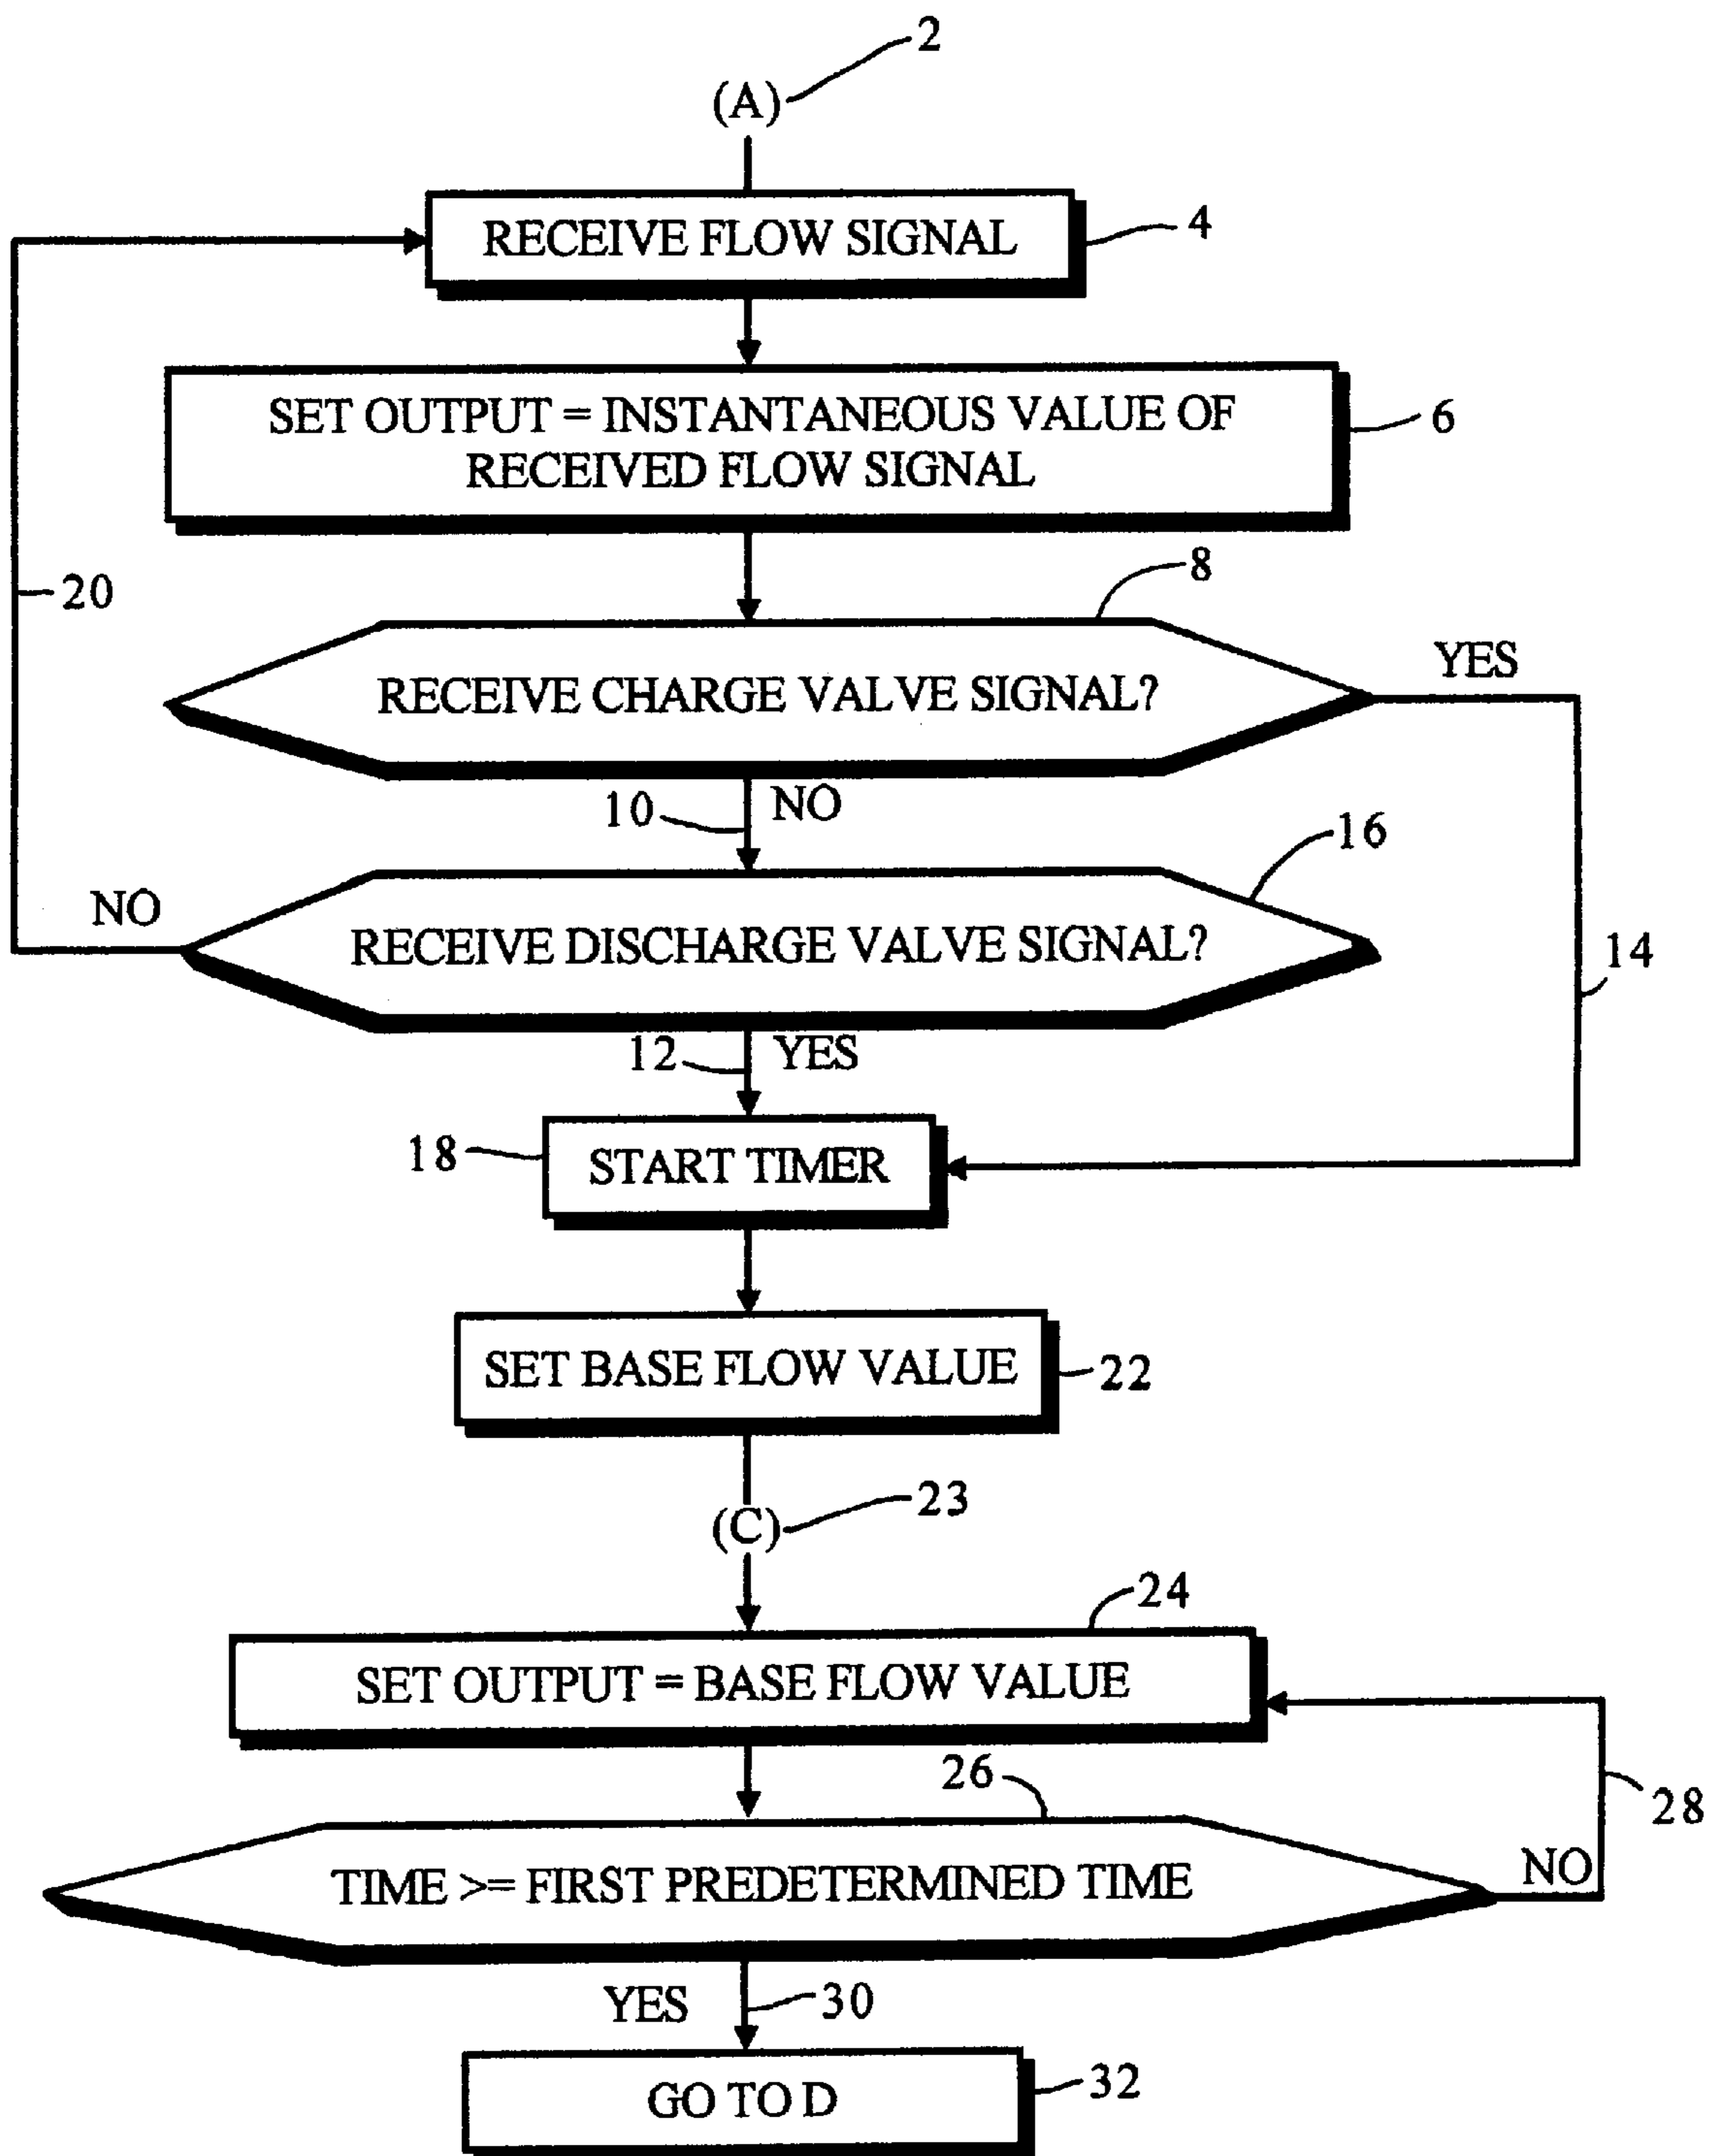 2
(A)
RECEIVE FLOW SIGNAL
4
SET OUTPUT = INSTANTANEOUS VALUE OF
RECEIVED FLOW SIGNAL
6
8
20
RECEIVE CHARGE VALVE SIGNAL?
YES
10
NO
16
NO
RECEIVE DISCHARGE VALVE SIGNAL?
14
12
YES
18
START TIMER
SET BASE FLOW VALUE
22
23
(C)
24
SET OUTPUT = BASE FLOW VALUE
26
28
TIME >= FIRST PREDETERMINED TIME
NO
YES
30
GO TO D
32